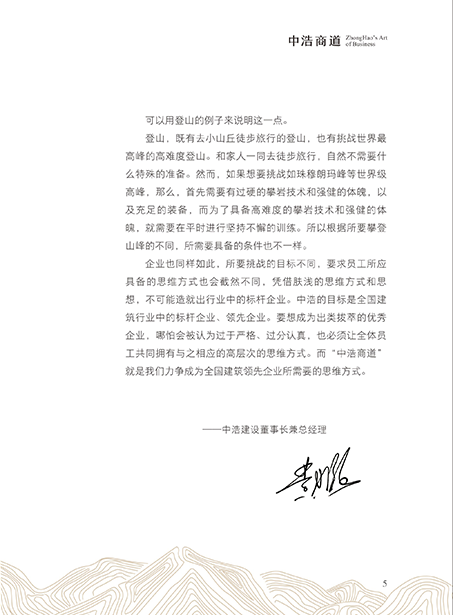 中浩商道 ZhongHao's Art
of Business
可以用登山的例子来说明这一点。
登山，既有去小山丘徒步旅行的登山，也有挑战世界最
高峰的高难度登山。和家人一同去徒步旅行，自然不需要什
么特殊的准备。然而，如果想要挑战如珠穆朗玛峰等世界级
高峰，那么，首先需要有过硬的攀岩技术和强健的体魄，以
及充足的装备，而为了具备高难度的攀岩技术和强健的体
魄，就需要在平时进行坚持不懈的训练。所以根据所要攀登
山峰的不同，所需要具备的条件也不一样。
企业也同样如此，所要挑战的目标不同，要求员工所应
具备的思维方式也会截然不同，凭借肤浅的思维方式和思
想，不可能造就出行业中的标杆企业。中浩的目标是全国建
筑行业中的标杆企业、领先企业。要想成为出类拔萃的优秀
企业，哪怕会被认为过于严格、过分认真，也必须让全体员
工共同拥有与之相应的高层次的思维方式。而“中浩商道”
就是我们力争成为全国建筑领先企业所需要的思维方式。
——中浩建设董事长兼总经理
5